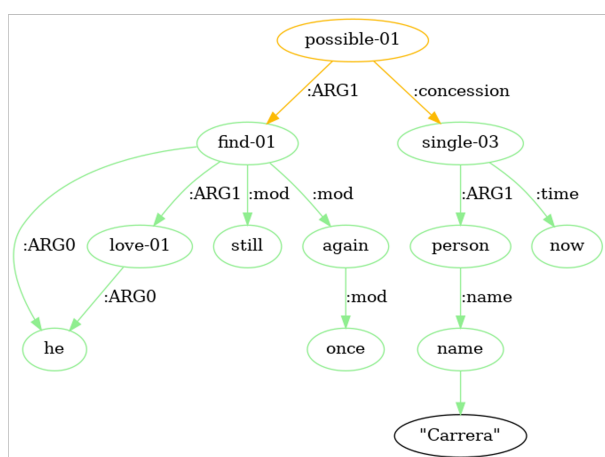 possible-01
:ARG1 :concession
find-01 single-03
:ARG1 :mod :mod :ARG1 :time
:ARG0 love-01 still again person now
:ARG0 :mod :name
he once name
"Carrera"